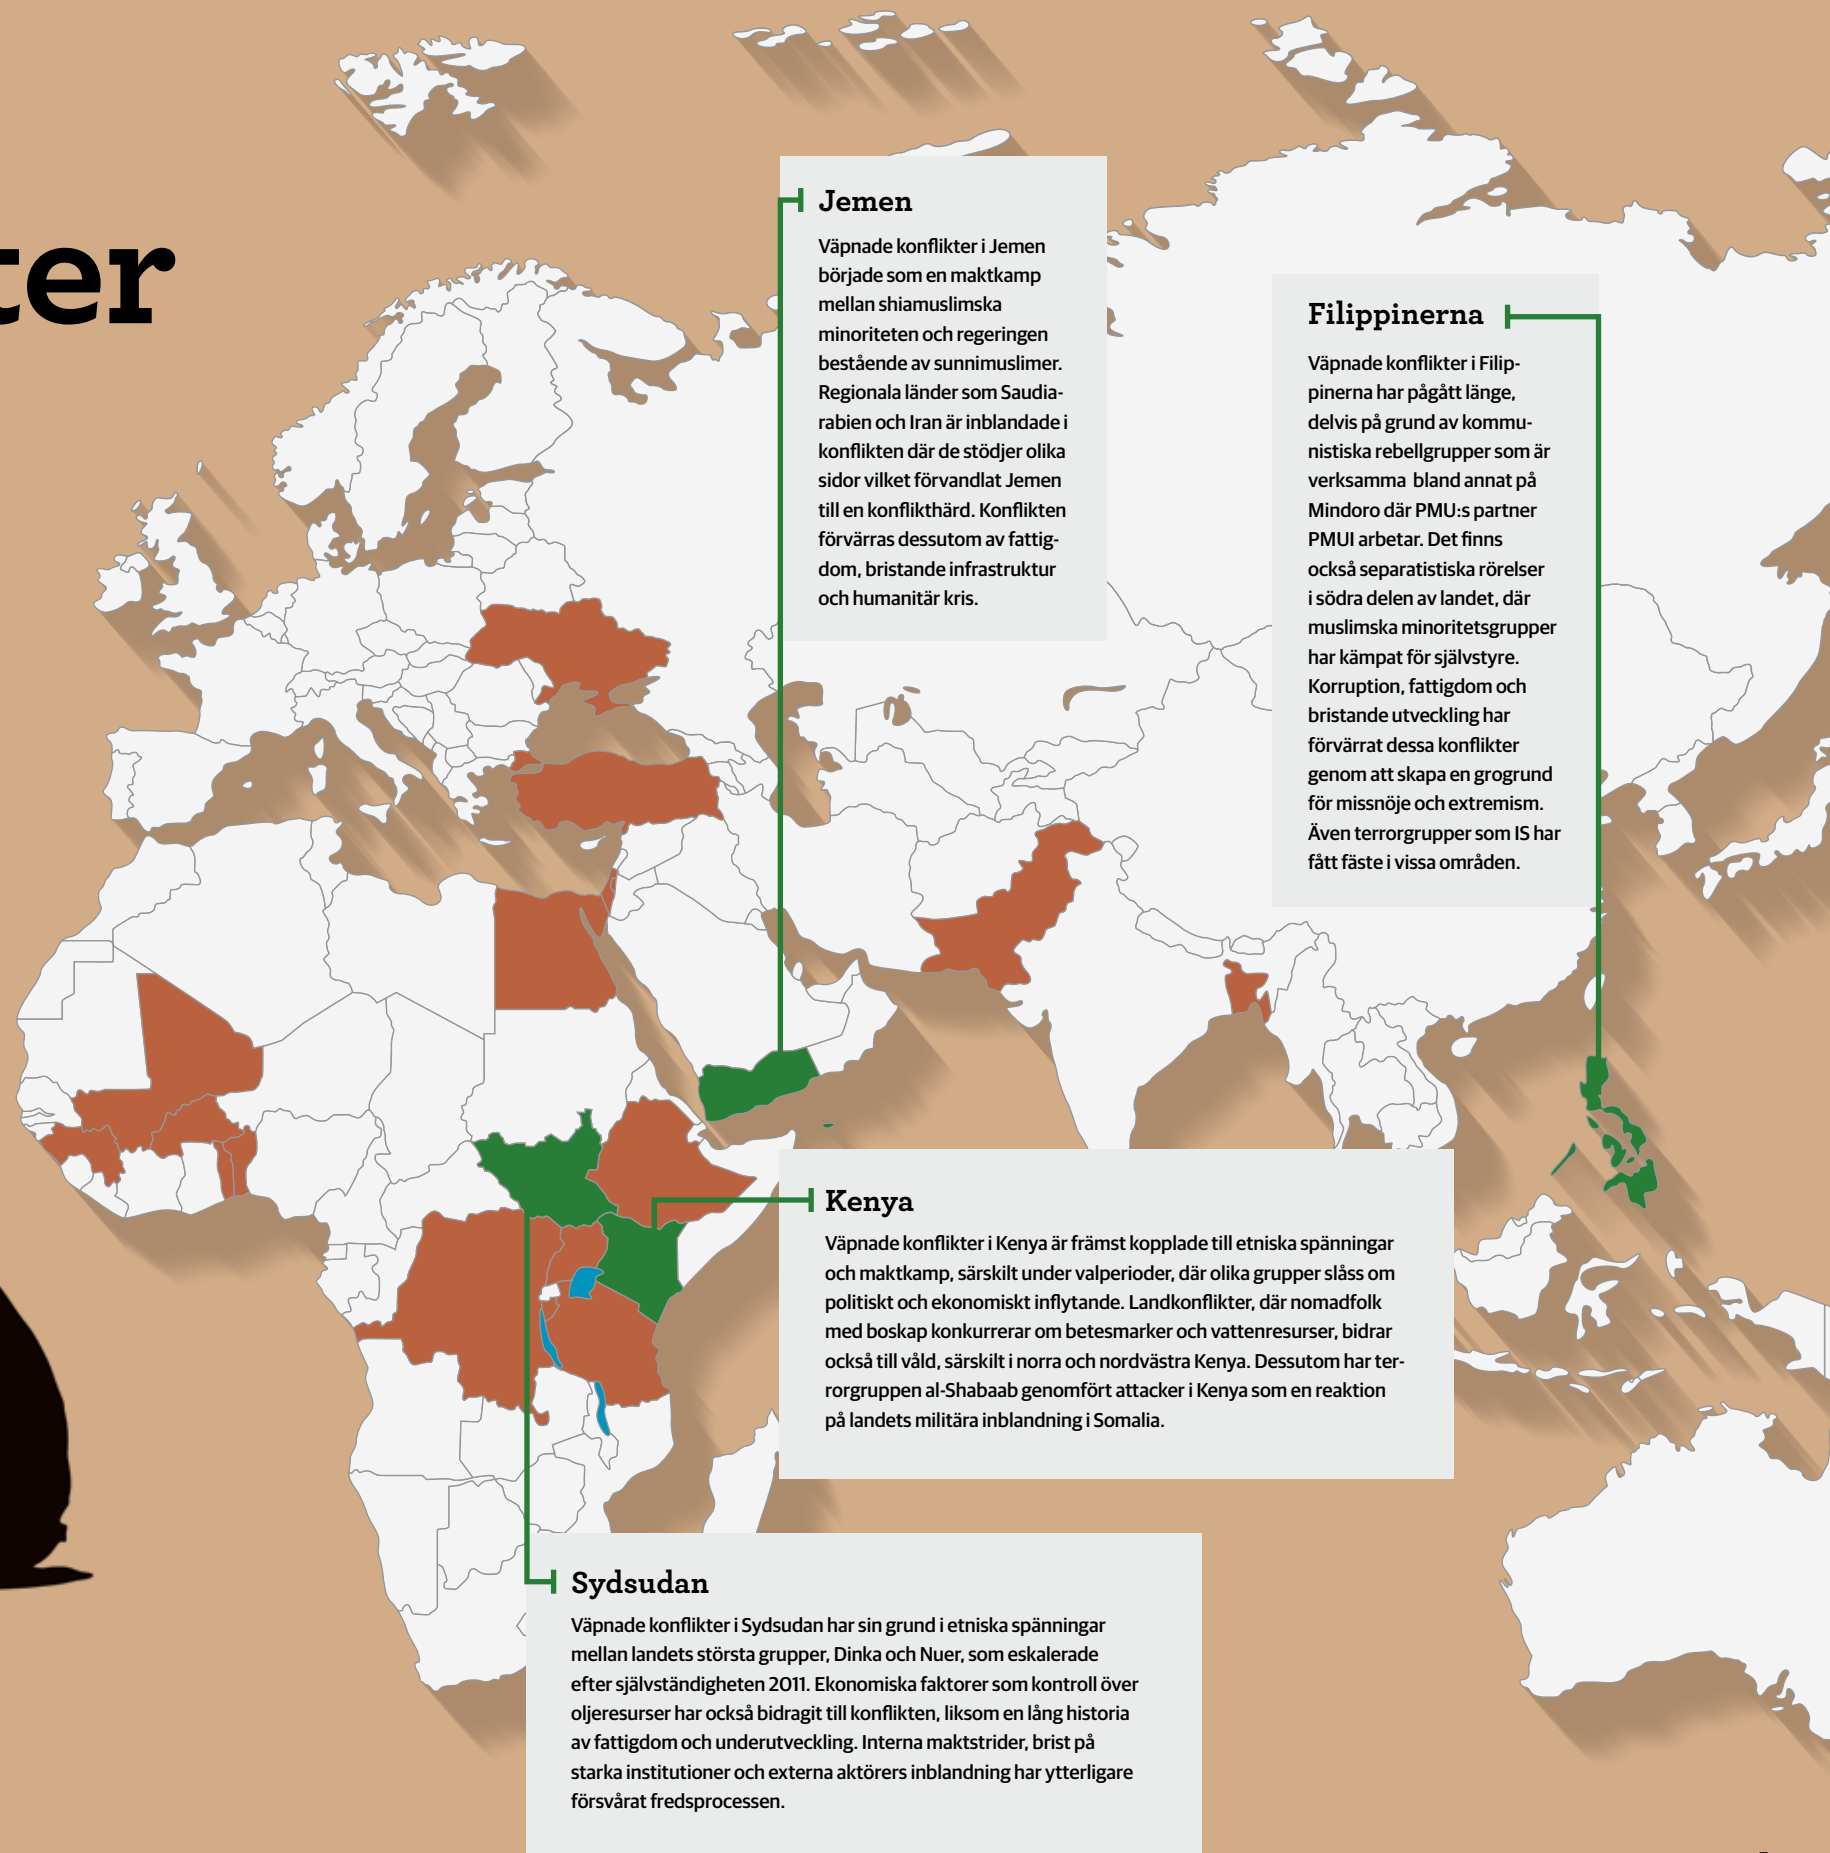 ter
Jemen
Väpnade konflikter i Jemen
började som en maktkamp
mellan shiamuslimska
minoriteten och regeringen
bestående av sunnimuslimer.
Regionala länder som Saudia-
rabien och Iran är inblandade i
konflikten där de stödjer olika
sidor vilket förvandlat Jemen
till en konflikthärd. Konflikten
förvärras dessutom av fattig-
dom, bristande infrastruktur
och humanitär kris.
Filippinerna
Väpnade konflikter i Filip-
pinerna har pågått länge,
delvis på grund av kommu-
nistiska rebellgrupper som är
verksamma bland annat på
Mindoro där PMU:s partner
PMUI arbetar. Det finns
också separatistiska rörelser
i södra delen av landet, där
muslimska minoritetsgrupper
har kämpat för självstyre.
Korruption, fattigdom och
bristande utveckling har
förvärrat dessa konflikter
genom att skapa en grogrund
för missnöje och extremism.
Även terrorgrupper som IS har
fått fäste i vissa områden.
Kenya
Väpnade konflikter i Kenya är främst kopplade till etniska spänningar
och maktkamp, särskilt under valperioder, där olika grupper slåss om
politiskt och ekonomiskt inflytande. Landkonflikter, där nomadfolk
med boskap konkurrerar om betesmarker och vattenresurser, bidrar
också till våld, särskilt i norra och nordvästra Kenya. Dessutom har ter-
rorgruppen al-Shabaab genomfört attacker i Kenya som en reaktion
på landets militära inblandning i Somalia.
Sydsudan
Väpnade konflikter i Sydsudan har sin grund i etniska spänningar
mellan landets största grupper, Dinka och Nuer, som eskalerade
efter självständigheten 2011. Ekonomiska faktorer som kontroll över
oljeresurser har också bidragit till konflikten, liksom en lång historia
av fattigdom och underutveckling. Interna maktstrider, brist på
starka institutioner och externa aktörers inblandning har ytterligare
försvårat fredsprocessen.